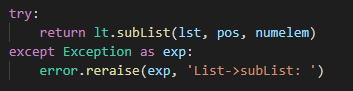 try:
    return lt.subList(lst, pos, numelem)
except Exception as exp:
    error.reraise(exp, 'List->subList: ')